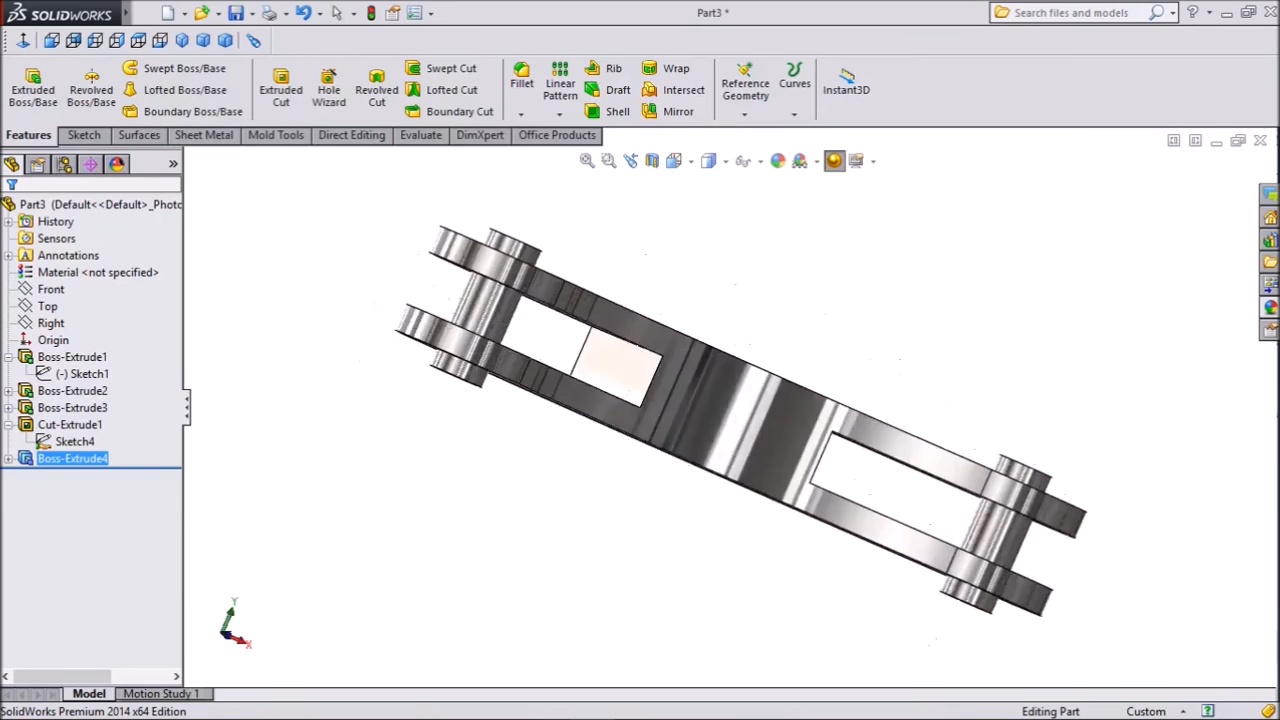 SOLIDWORKS
Part3 *
Search files and models
Extruded Boss/Base
Revolved Boss/Base
Swept Boss/Base
Lofted Boss/Base
Boundary Boss/Base
Extruded Cut
Hole Wizard
Revolved Cut
Swept Cut
Lofted Cut
Boundary Cut
Fillet
Linear Pattern
Rib
Draft
Shell
Wrap
Intersect
Mirror
Reference Geometry
Curves
Instant3D
Features Sketch Surfaces Sheet Metal Mold Tools Direct Editing Evaluate DimXpert Office Products
Part3 (Default<<Default>_Photo
History
Sensors
Annotations
Material <not specified>
Front
Top
Right
Origin
Boss-Extrude1
(-) Sketch1
Boss-Extrude2
Boss-Extrude3
Cut-Extrude1
Sketch4
Boss-Extrude4
Y
X
Model Motion Study 1
SolidWorks Premium 2014 x64 Edition
Editing Part
Custom